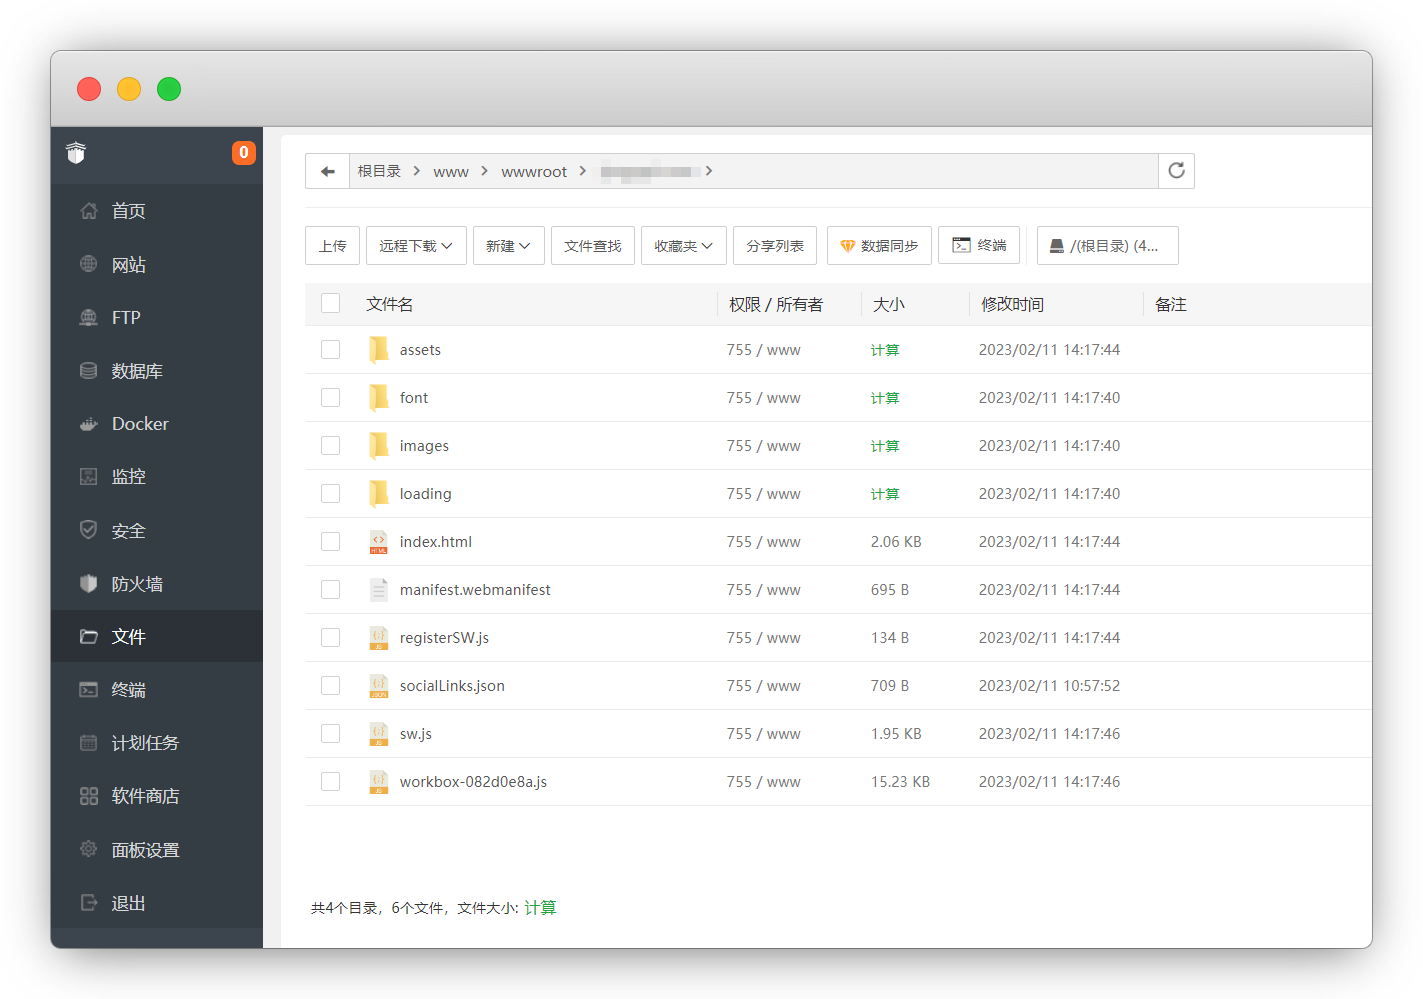 0
首页
网站
FTP
数据库
Docker
监控
安全
防火墙
文件
终端
计划任务
软件商店
面板设置
退出
根目录 > www > wwwroot > >
上传 远程下载 新建 文件查找 收藏夹 分享列表 数据同步 终端 /(根目录) (4...
文件名 权限 / 所有者 大小 修改时间 备注
assets 755 / www 计算 2023/02/11 14:17:44
font 755 / www 计算 2023/02/11 14:17:40
images 755 / www 计算 2023/02/11 14:17:40
loading 755 / www 计算 2023/02/11 14:17:40
index.html 755 / www 2.06 KB 2023/02/11 14:17:44
manifest.webmanifest 755 / www 695 B 2023/02/11 14:17:44
registerSW.js 755 / www 134 B 2023/02/11 14:17:44
socialLinks.json 755 / www 709 B 2023/02/11 10:57:52
sw.js 755 / www 1.95 KB 2023/02/11 14:17:46
workbox-082d0e8a.js 755 / www 15.23 KB 2023/02/11 14:17:46
共4个目录，6个文件，文件大小: 计算